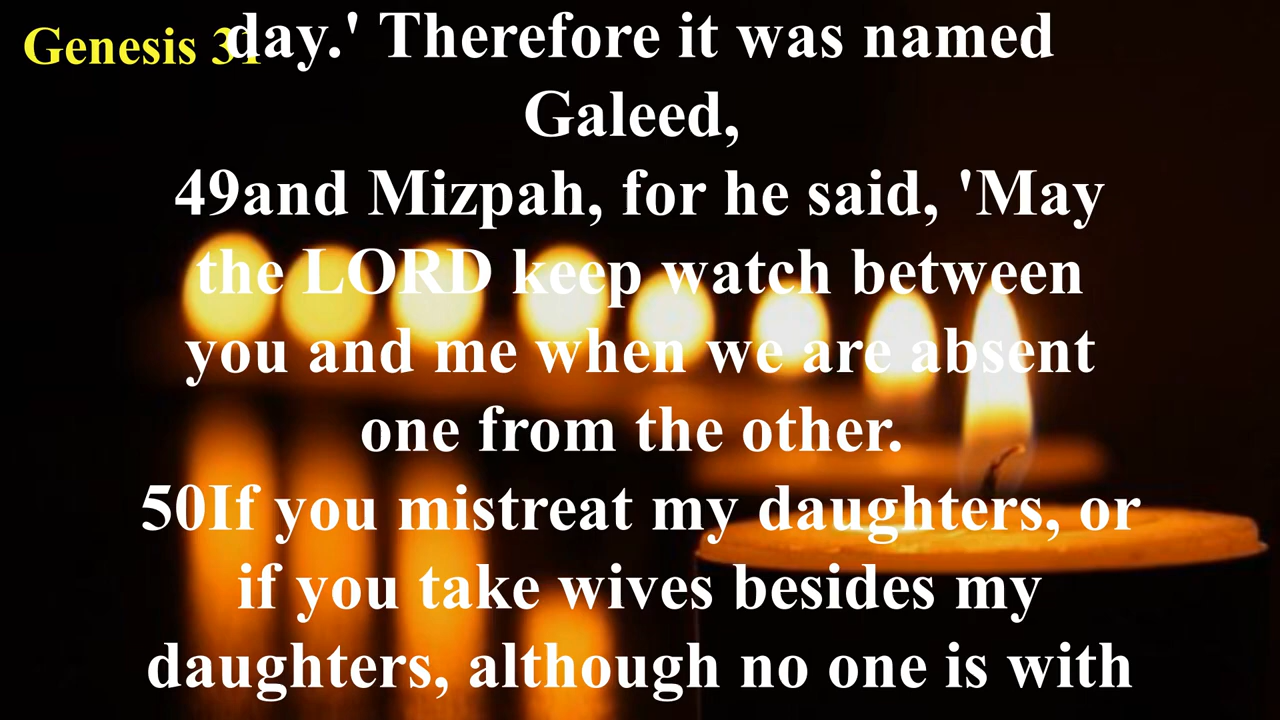 Genesis 31
day.' Therefore it was named
Galeed,
49and Mizpah, for he said, 'May
the LORD keep watch between
you and me when we are absent
one from the other.
50If you mistreat my daughters, or
if you take wives besides my
daughters, although no one is with